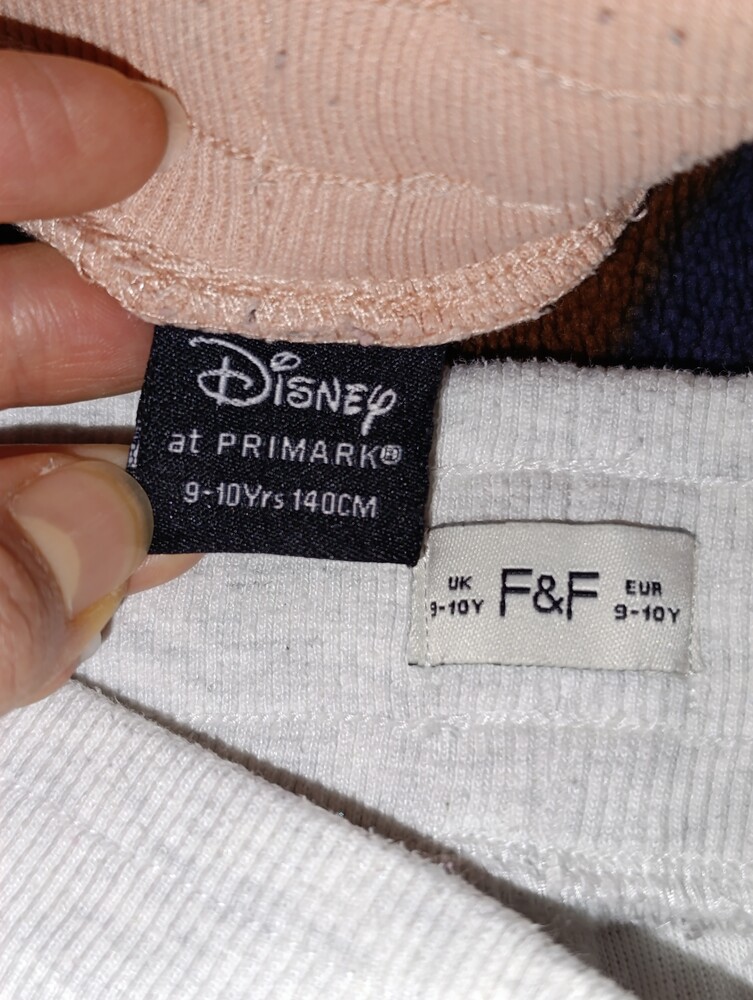 Disney
at PRIMARK®
9-10Yrs 140CM
UK
9-10Y
F&F
EUR
9-10Y